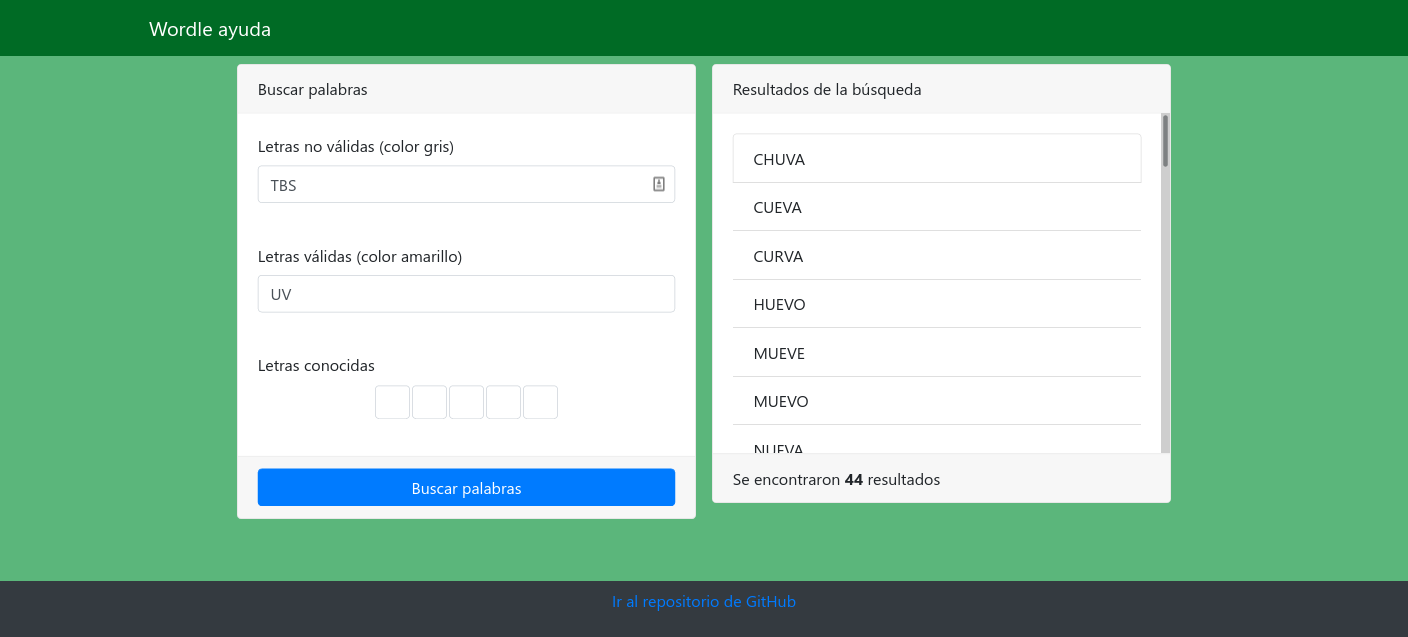 Wordle ayuda
Buscar palabras
Letras no válidas (color gris)
TBS
Letras válidas (color amarillo)
UV
Letras conocidas
Buscar palabras
Resultados de la búsqueda
CHUVA
CUEVA
CURVA
HUEVO
MUEVE
MUEVO
NUEVA
Se encontraron 44 resultados
Ir al repositorio de GitHub